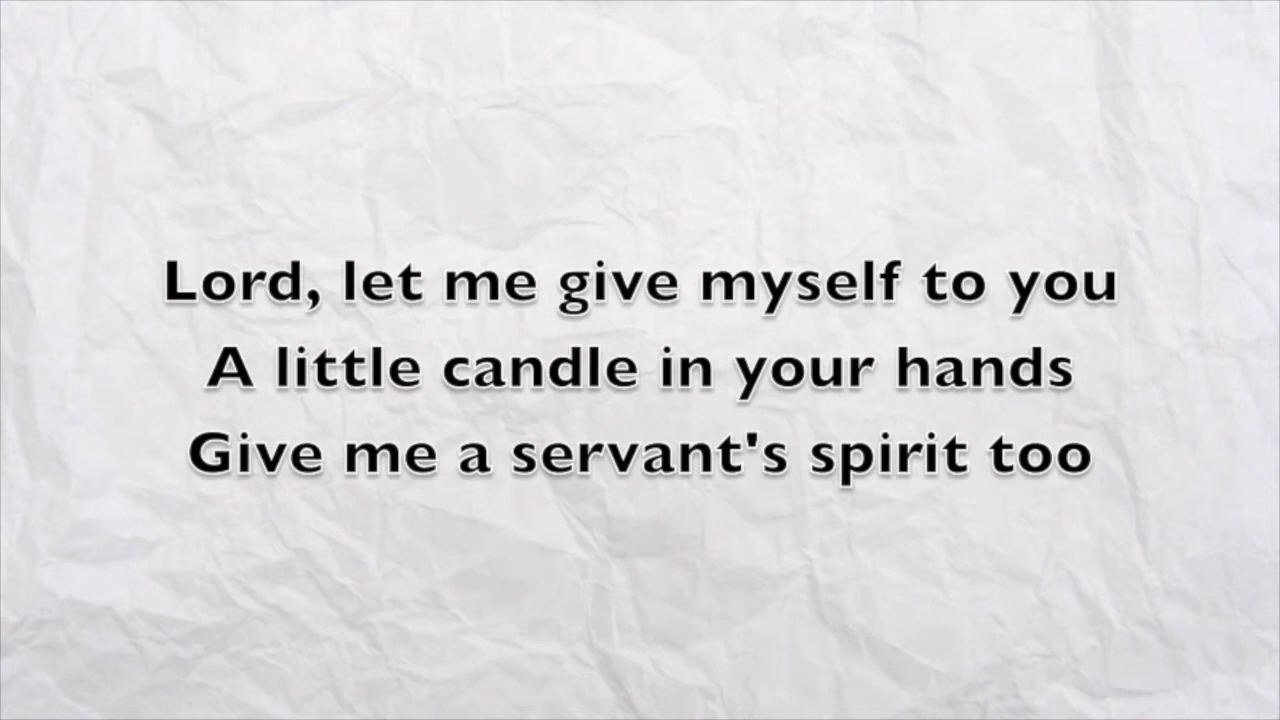 Lord, let me give myself to you
A little candle in your hands
Give me a servant's spirit too